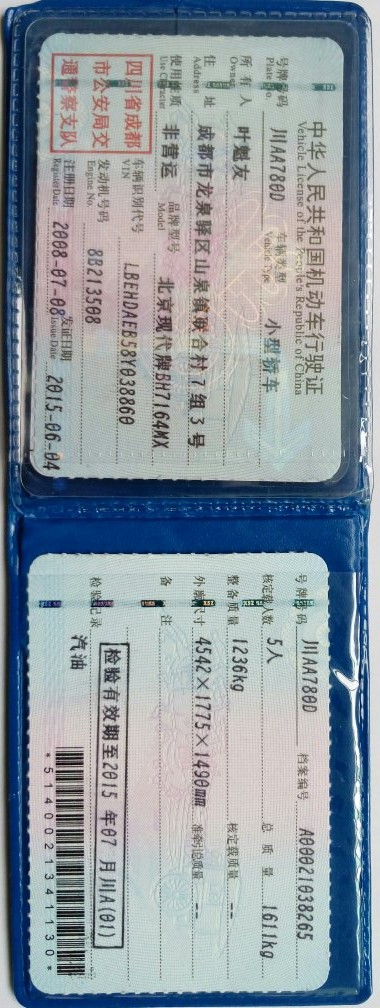 中华人民共和国机动车行驶证
Vehicle License of the People's Republic of China
号牌号码 川AA780D 车辆类型 小型轿车
Plate No. Vehicle Type
所有人 叶魁友
Owner
住址 成都市龙泉驿区山泉镇联合村7组3号
Address
使用性质 非营运 品牌型号 北京现代牌BH7164MX
Use Character Model
四川省成都
市公安局交
通警察支队
车辆识别代号 LBEHDAEB58Y038860
VIN
发动机号码 8B213508
Engine No.
注册日期 2008-07-08 发证日期 2015-06-04
Register Date Issue Date
号牌号码 川AA780D 档案编号 A00021038265
核定载人数 5人 总质量 1611kg
整备质量 1236kg 核定载质量 --
外廓尺寸 4542×1775×1490mm 准牵引总质量 --
备注
检验有效期至2015年07月川A(01)
检验记录
汽油
*5140021341130*